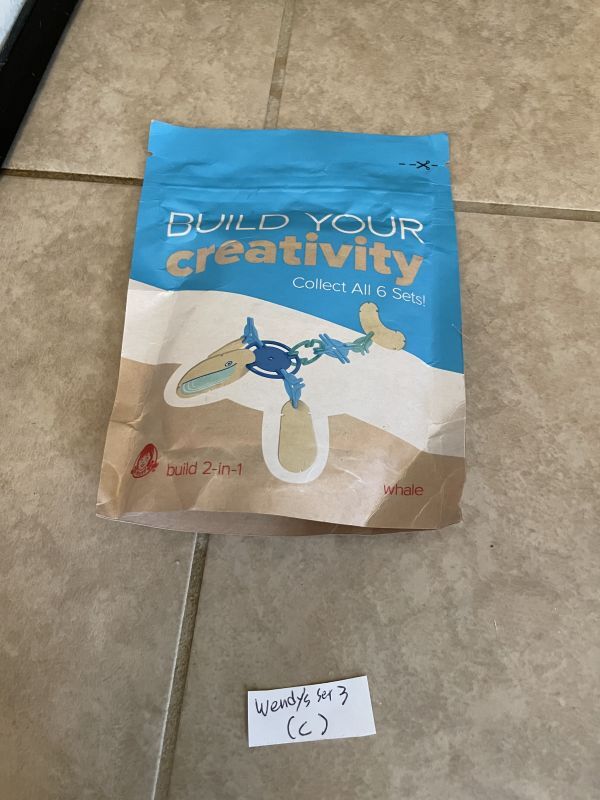 BUILD YOUR
creativity
Collect All 6 Sets!
build 2-in-1
whale
Wendy's set 3
(C)